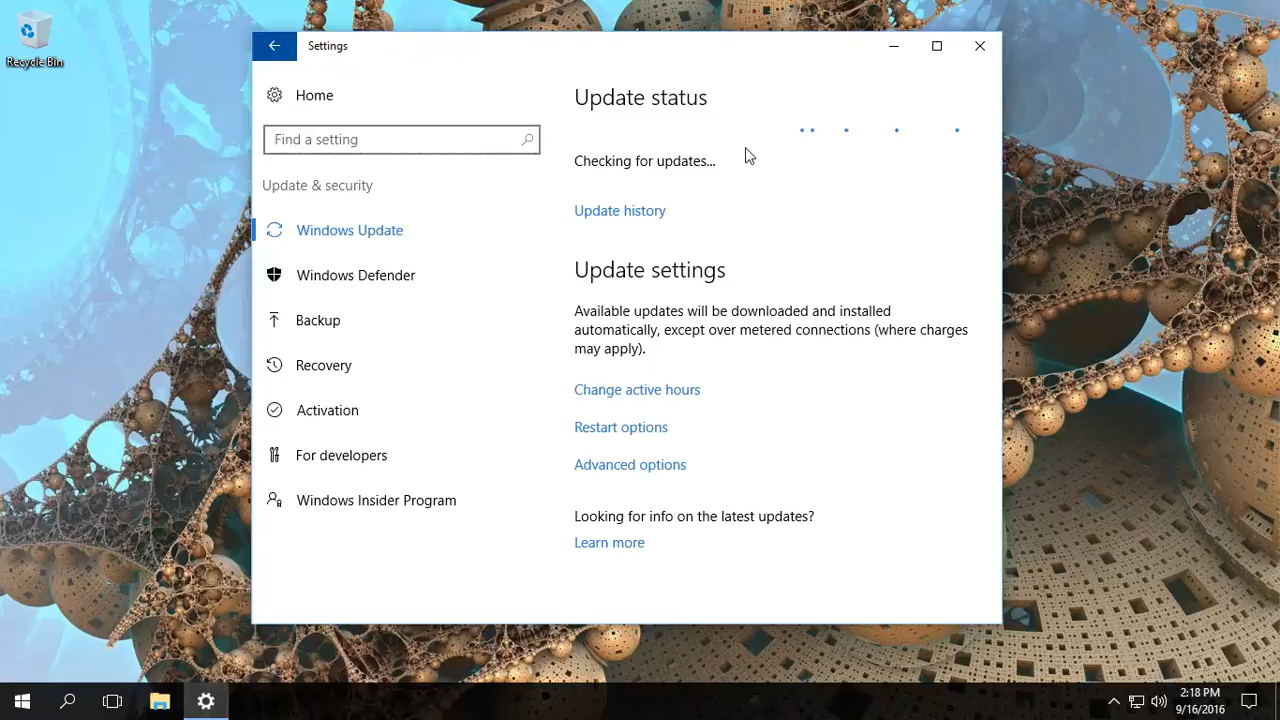 Recycle Bin
Settings
Home
Find a setting
Update & security
Windows Update
Windows Defender
Backup
Recovery
Activation
For developers
Windows Insider Program
Update status
Checking for updates...
Update history
Update settings
Available updates will be downloaded and installed
automatically, except over metered connections (where charges
may apply).
Change active hours
Restart options
Advanced options
Looking for info on the latest updates?
Learn more
2:18 PM
9/16/2016